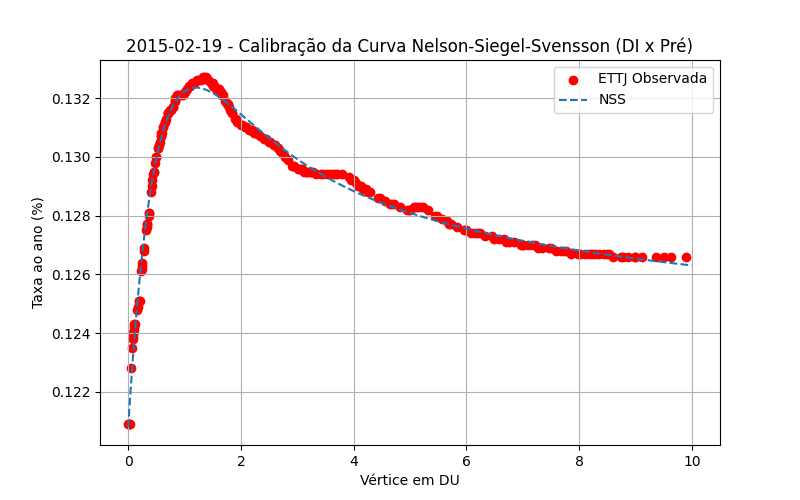 2015-02-19 - Calibração da Curva Nelson-Siegel-Svensson (DI x Pré)
ETTJ Observada
NSS
Taxa ao ano (%)
0.132
0.130
0.128
0.126
0.124
0.122
0 2 4 6 8 10
Vértice em DU